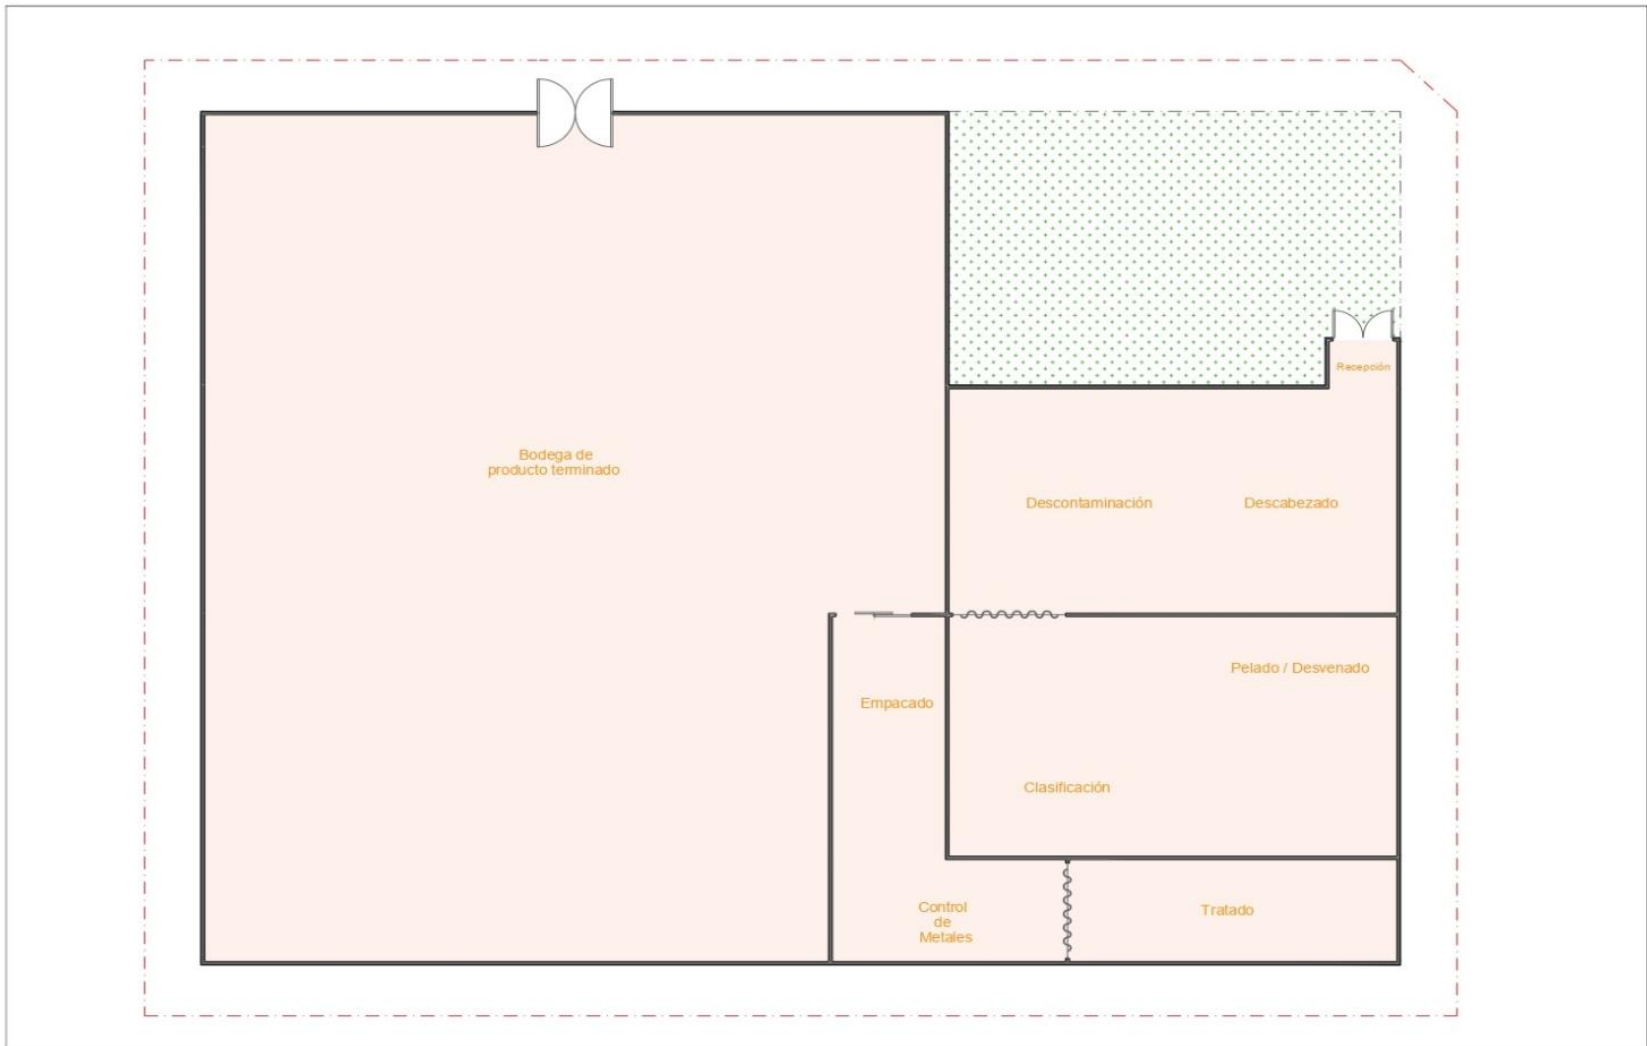 Recepción
Bodega de
producto terminado
Descontaminación
Descabezado
Pelado / Desvenado
Empacado
Clasificación
Control
de
Metales
Tratado